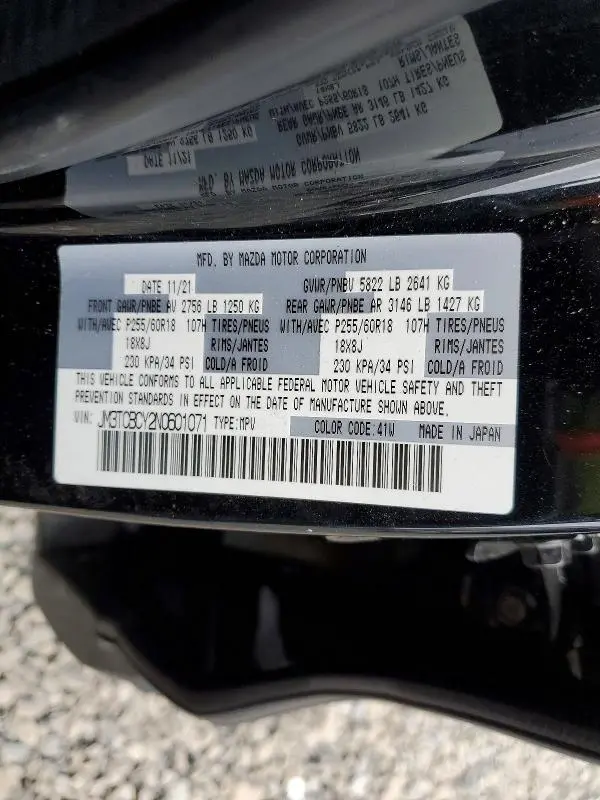 MFD. BY MAZDA MOTOR CORPORATION
DATE 11/21 GVWR/PNBV 5822 LB 2641 KG
FRONT GAWR/PNBE AV 2756 LB 1250 KG REAR GAWR/PNBE AR 3146 LB 1427 KG
WITH/AVEC P255/60R18 107H TIRES/PNEUS WITH/AVEC P255/60R18 107H TIRES/PNEUS
18X8J RIMS/JANTES 18X8J RIMS/JANTES
230 KPA/34 PSI COLD/A FROID 230 KPA/34 PSI COLD/A FROID
THIS VEHICLE CONFORMS TO ALL APPLICABLE FEDERAL MOTOR VEHICLE SAFETY AND THEFT
PREVENTION STANDARDS IN EFFECT ON THE DATE OF MANUFACTURE SHOWN ABOVE.
VIN: JM3TCBCY2N0601071 TYPE:MPV COLOR CODE:41W MADE IN JAPAN